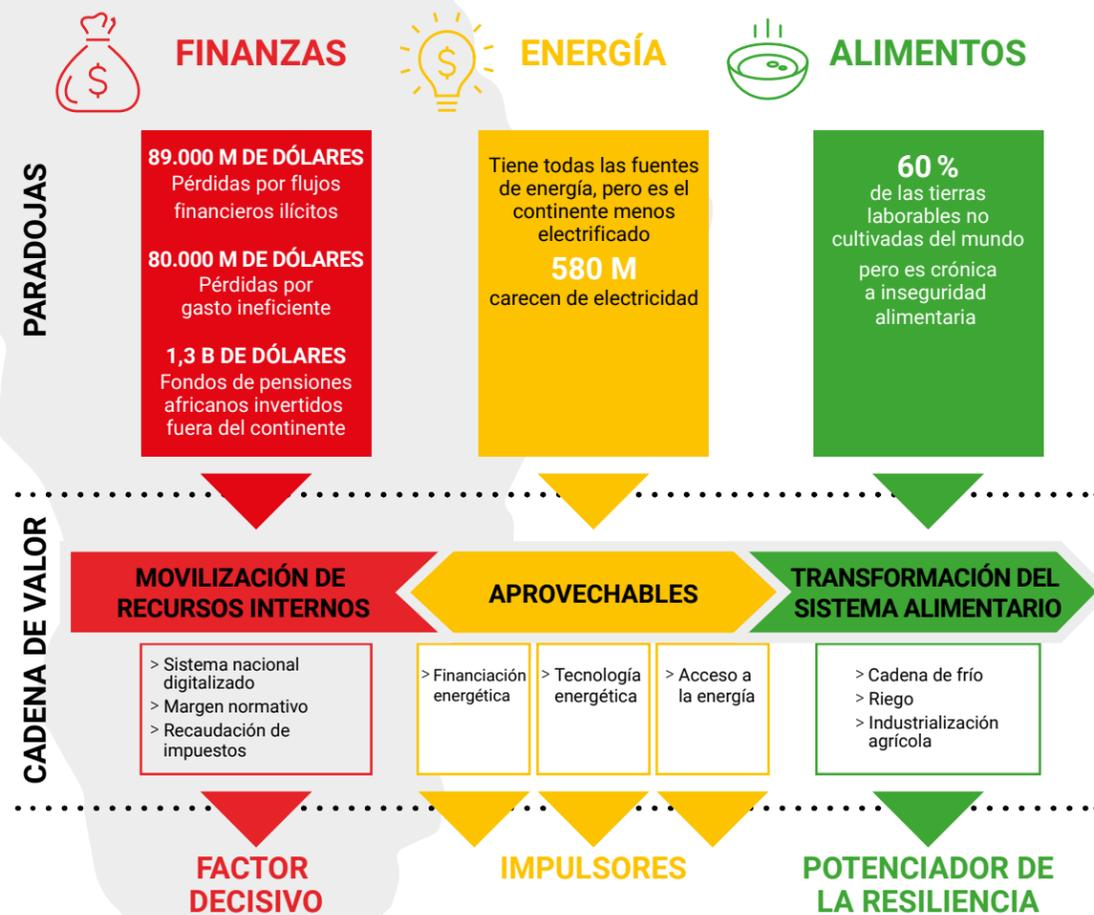 FINANZAS
ENERGÍA
ALIMENTOS
PARADOJAS
89.000 M DE DÓLARES
Pérdidas por flujos
financieros ilícitos
80.000 M DE DÓLARES
Pérdidas por
gasto ineficiente
1,3 B DE DÓLARES
Fondos de pensiones
africanos invertidos
fuera del continente
Tiene todas las fuentes
de energía, pero es el
continente menos
electrificado
580 M
carecen de electricidad
60 %
de las tierras
laborables no
cultivadas del mundo
pero es crónica
a inseguridad
alimentaria
CADENA DE VALOR
MOVILIZACIÓN DE
RECURSOS INTERNOS
APROVECHABLES
TRANSFORMACIÓN DEL
SISTEMA ALIMENTARIO
> Sistema nacional
digitalizado
> Margen normativo
> Recaudación de
impuestos
> Financiación
energética
> Tecnología
energética
> Acceso a
la energía
> Cadena de frío
> Riego
> Industrialización
agrícola
FACTOR
DECISIVO
IMPULSORES
POTENCIADOR DE
LA RESILIENCIA